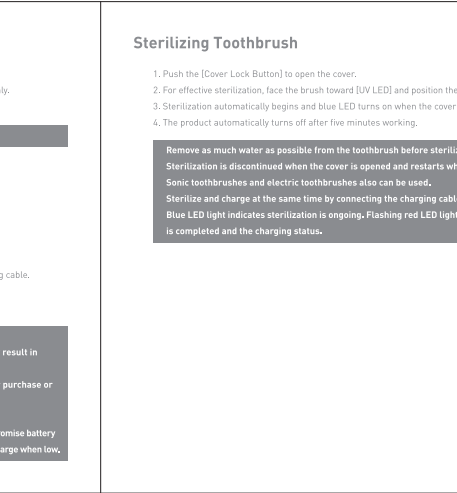 ly.
g cable.
result in
purchase or
omise battery
arge when low.
Sterilizing Toothbrush
1. Push the [Cover Lock Button] to open the cover.
2. For effective sterilization, face the brush toward [UV LED] and position the
3. Sterilization automatically begins and blue LED turns on when the cover
4. The product automatically turns off after five minutes working.
Remove as much water as possible from the toothbrush before steriliz
Sterilization is discontinued when the cover is opened and restarts wh
Sonic toothbrushes and electric toothbrushes also can be used.
Sterilize and charge at the same time by connecting the charging cabl
Blue LED light indicates sterilization is ongoing. Flashing red LED light
is completed and the charging status.